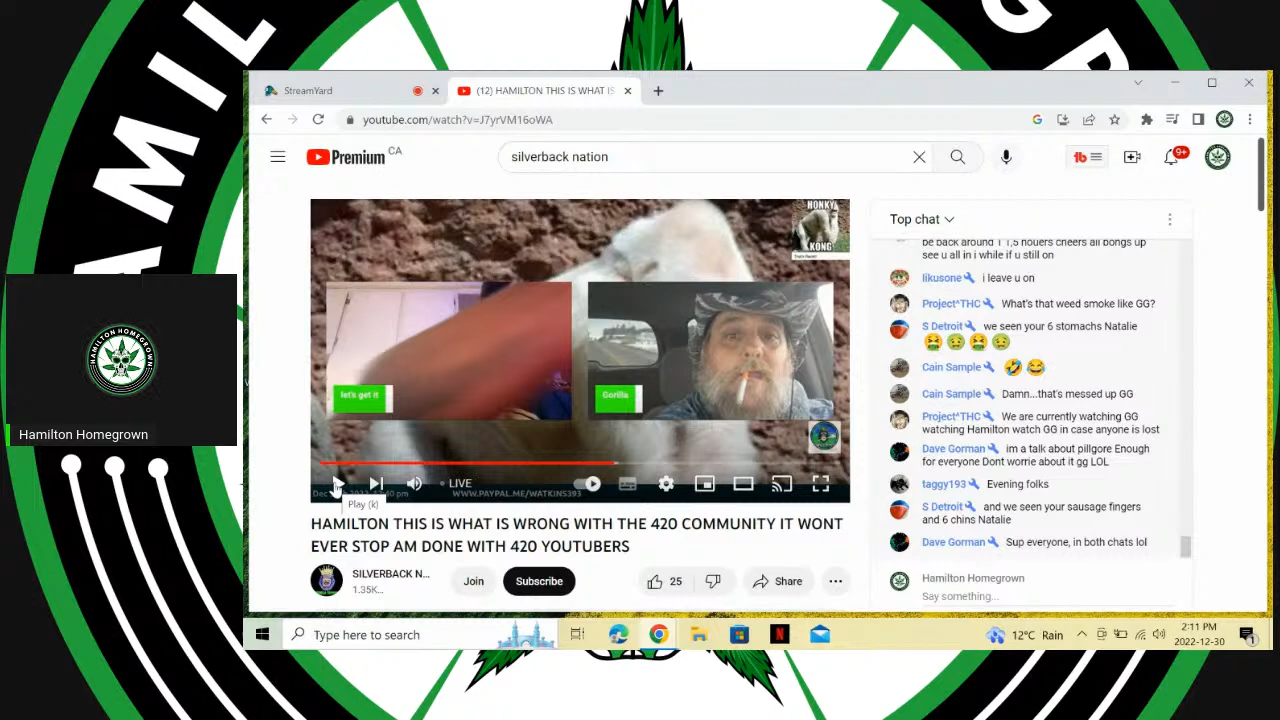 HAMIL
GR
StreamYard
(12) HAMILTON THIS IS WHAT IS
youtube.com/watch?v=J7yrVM16oWA
Premium CA
silverback nation
9+
HONKY
KONG
let's get it
Gorilla
LIVE
WWW.PAYPAL.ME/WATKINS393
Play (k)
HAMILTON THIS IS WHAT IS WRONG WITH THE 420 COMMUNITY IT WONT
EVER STOP AM DONE WITH 420 YOUTUBERS
SILVERBACK N...
1.35K...
Join
Subscribe
25
Share
Top chat
be back around 1 1,5 houers cheers all bongs up
see u all in i while if u still on
likusone i leave u on
Project^THC What's that weed smoke like GG?
S Detroit we seen your 6 stomachs Natalie
Cain Sample
Cain Sample Damn...that's messed up GG
Project^THC We are currently watching GG
watching Hamilton watch GG in case anyone is lost
Dave Gorman im a talk about pillgore Enough
for everyone Dont worrie about it gg LOL
taggy193 Evening folks
S Detroit and we seen your sausage fingers
and 6 chins Natalie
Dave Gorman Sup everyone, in both chats lol
Hamilton Homegrown
Say something...
HAMILTON HOMEGROWN
Hamilton Homegrown
Type here to search
12°C Rain
2:11 PM
2022-12-30
1